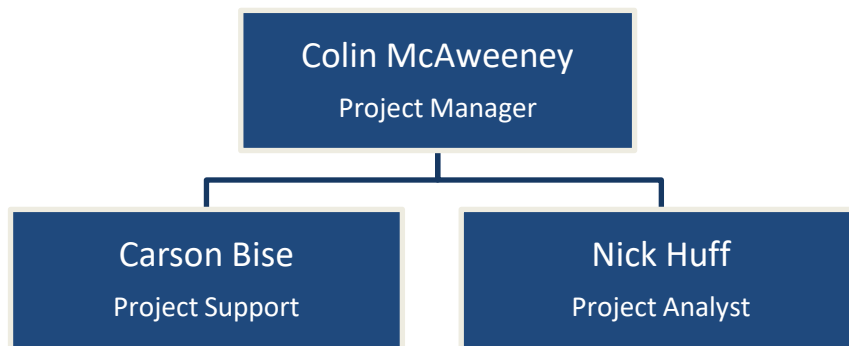 Colin McAweeney
Project Manager
Carson Bise
Project Support
Nick Huff
Project Analyst